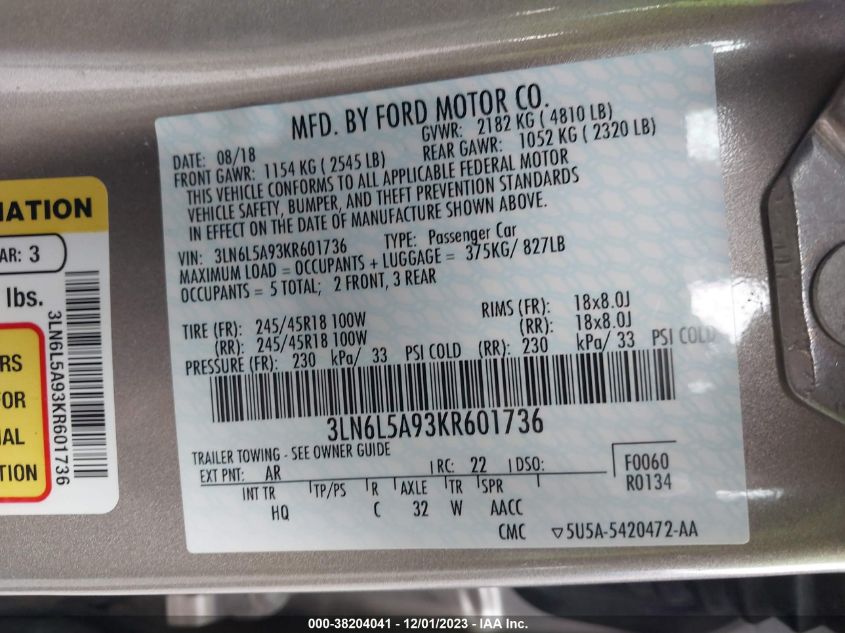 MFD. BY FORD MOTOR CO.
DATE: 08/18 GVWR: 2182 KG ( 4810 LB)
FRONT GAWR: 1154 KG ( 2545 LB) REAR GAWR: 1052 KG ( 2320 LB)
THIS VEHICLE CONFORMS TO ALL APPLICABLE FEDERAL MOTOR
VEHICLE SAFETY, BUMPER, AND THEFT PREVENTION STANDARDS
IN EFFECT ON THE DATE OF MANUFACTURE SHOWN ABOVE.
VIN: 3LN6L5A93KR601736 TYPE: Passenger Car
MAXIMUM LOAD = OCCUPANTS + LUGGAGE = 375KG/ 827LB
OCCUPANTS = 5 TOTAL; 2 FRONT, 3 REAR
TIRE (FR): 245/45R18 100W RIMS (FR): 18x8.0J
(RR): 245/45R18 100W (RR): 18x8.0J
PRESSURE (FR): 230 kPa/ 33 PSI COLD (RR): 230 kPa/ 33 PSI COLD
3LN6L5A93KR601736
TRAILER TOWING - SEE OWNER GUIDE
EXT PNT: AR RC: 22 DSO: F0060
R0134
INT TR TP/PS R AXLE TR SPR
HQ C 32 W AACC
CMC ▽5U5A-5420472-AA
AR: 3
lbs.
3LN6L5A93KR601736
FOR
000-38204041 - 12/01/2023 - IAA Inc.